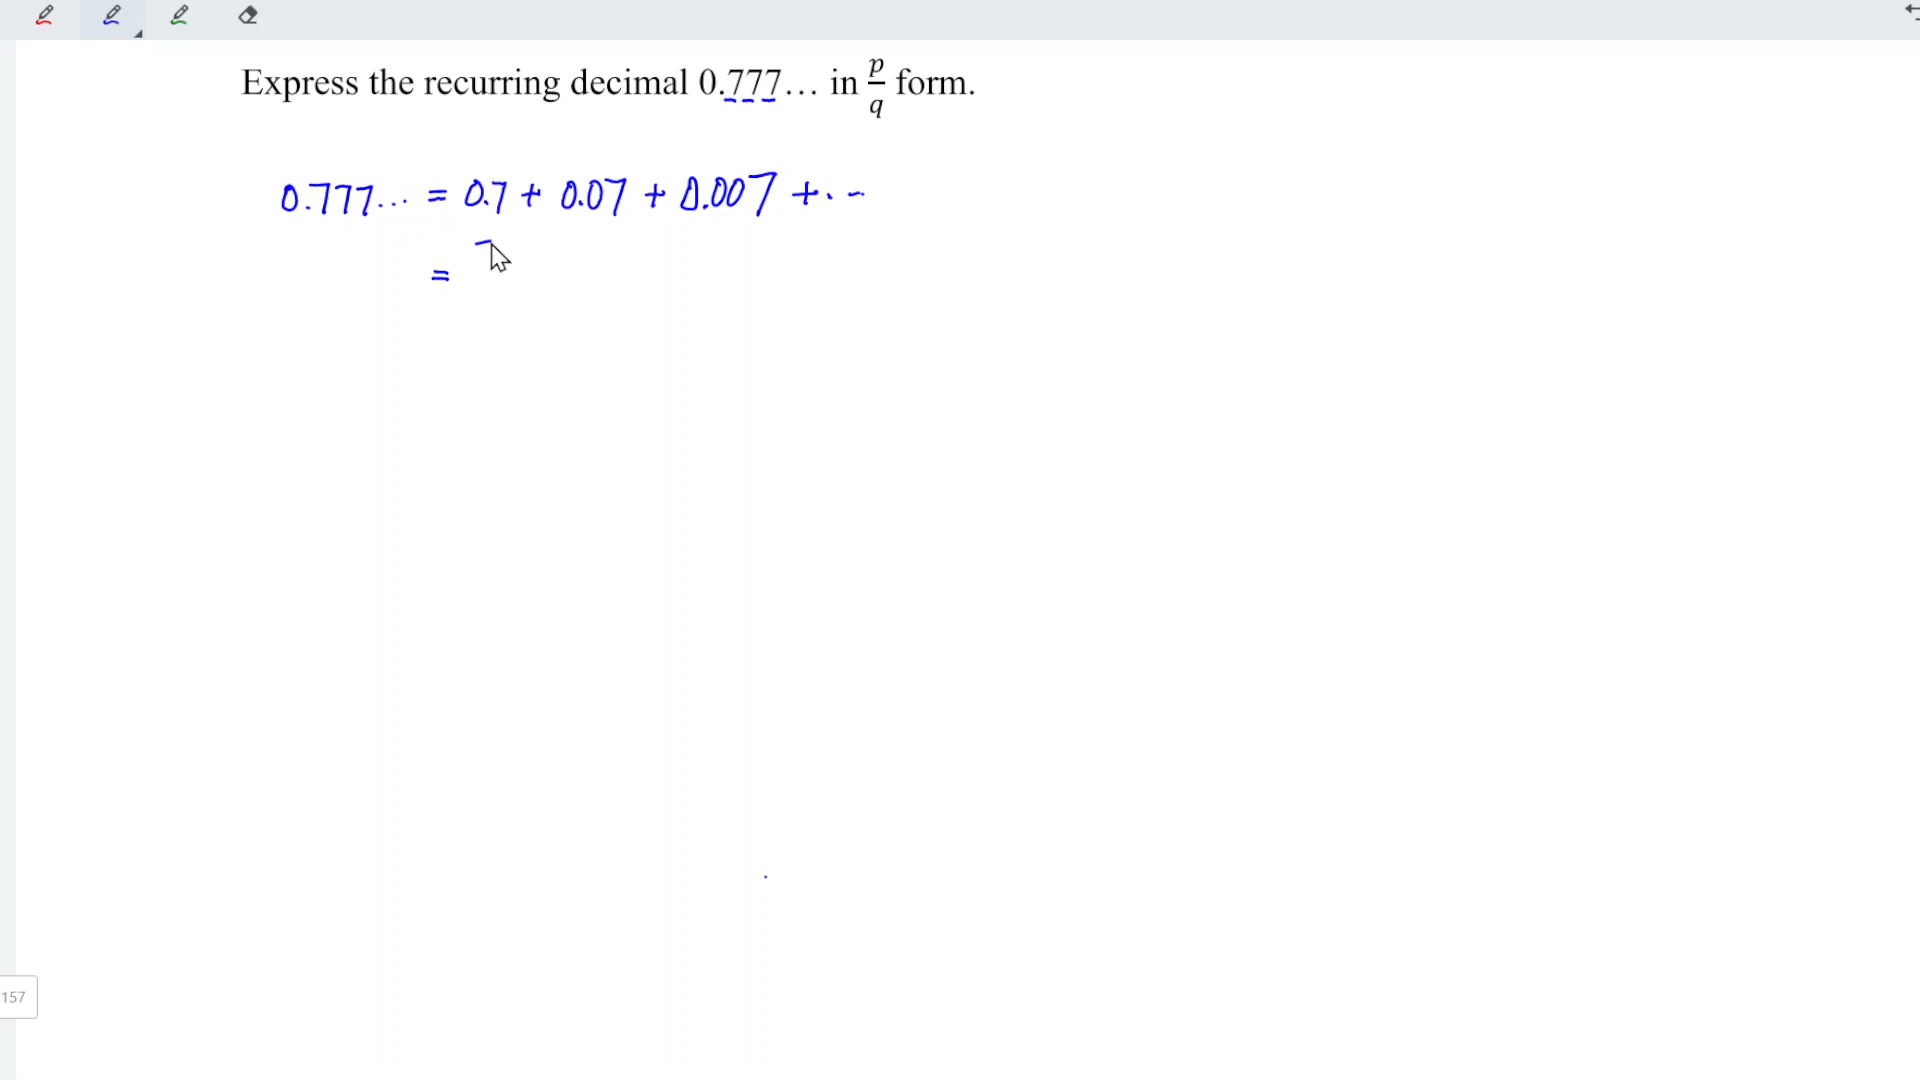 Express the recurring decimal 0.777… in p/q form.
0.777... = 0.7 + 0.07 + 0.007 + ...
=
157